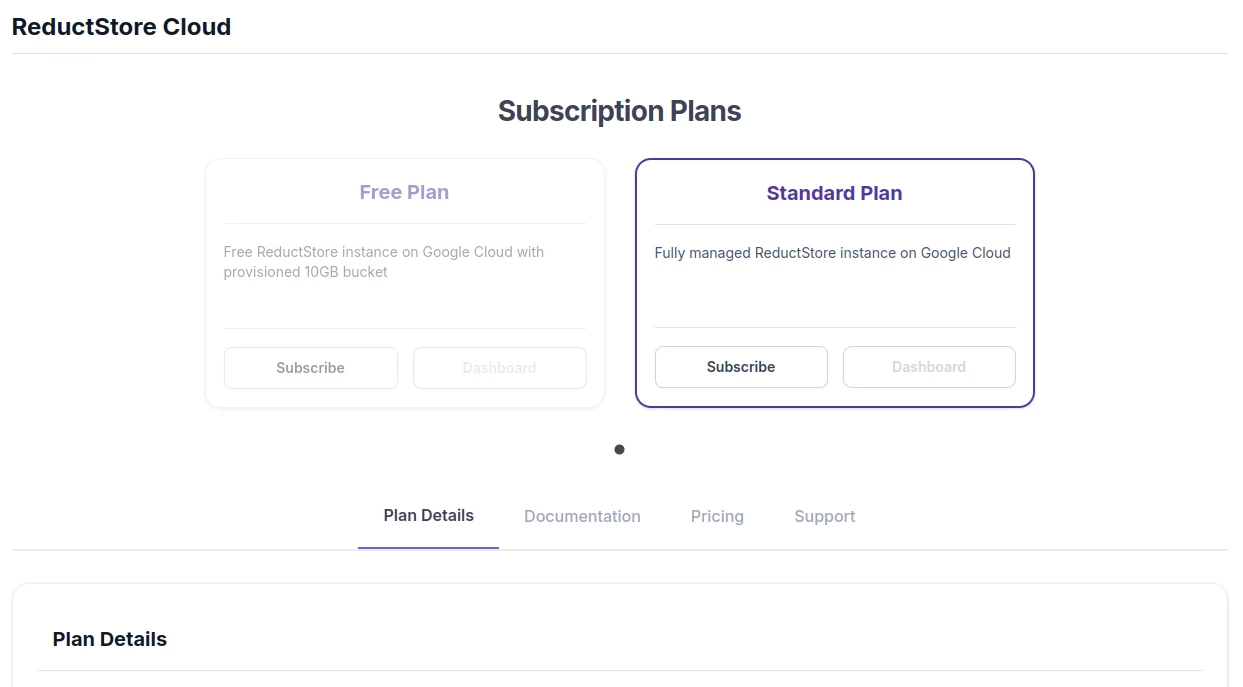 ReductStore Cloud
Subscription Plans
Free Plan
Free ReductStore instance on Google Cloud with
provisioned 10GB bucket
Subscribe
Dashboard
Standard Plan
Fully managed ReductStore instance on Google Cloud
Subscribe
Dashboard
Plan Details
Documentation
Pricing
Support
Plan Details